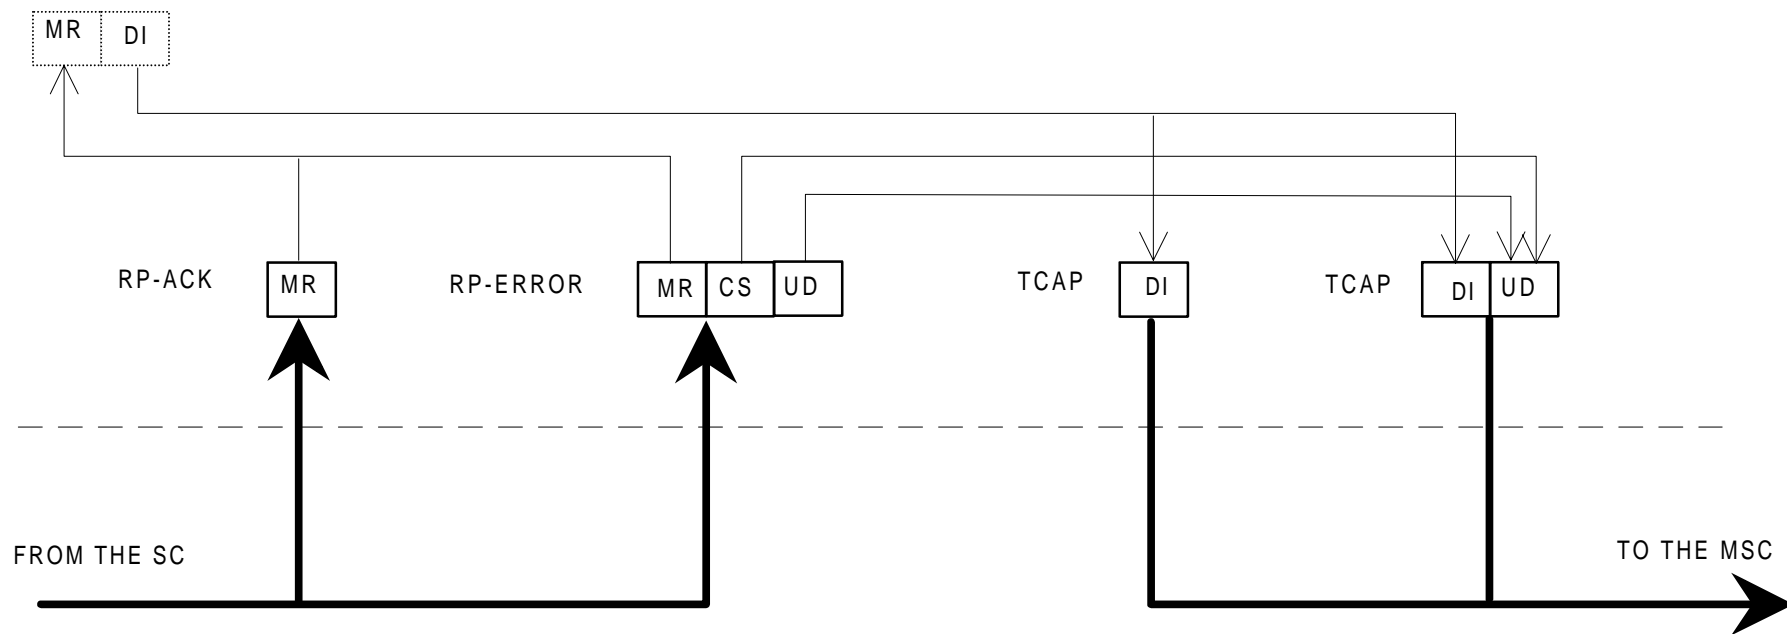 MR DI
RP-ACK MR RP-ERROR MR CS UD TCAP DI TCAP DI UD
FROM THE SC TO THE MSC